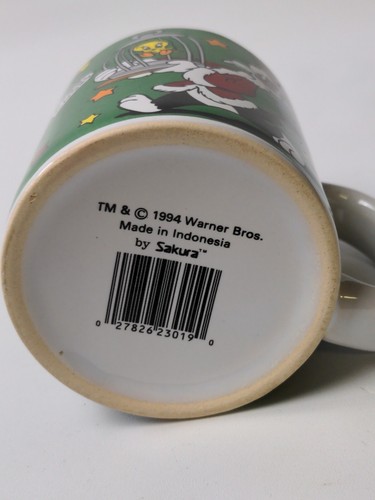 TM & © 1994 Warner Bros.
Made in Indonesia
by Sakura™
0 27826 23019 0